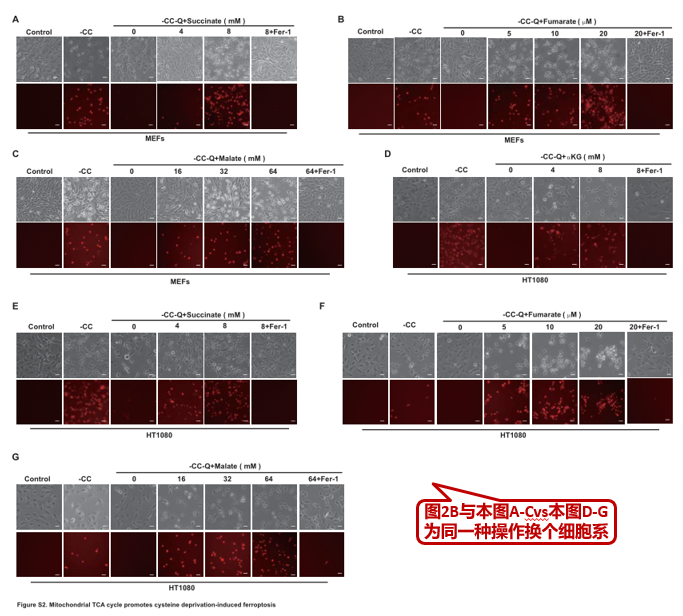 A
-CC-Q+Succinate ( mM)
Control -CC 0 4 8 8+Fer-1
MEFs
B
-CC-Q+Fumarate ( μM)
Control -CC 0 5 10 20 20+Fer-1
MEFs
C
-CC-Q+Malate ( mM)
Control -CC 0 16 32 64 64+Fer-1
MEFs
D
-CC-Q+αKG ( mM)
Control -CC 0 4 8 8+Fer-1
HT1080
E
-CC-Q+Succinate ( mM)
Control -CC 0 4 8 8+Fer-1
HT1080
F
-CC-Q+Fumarate ( μM)
Control -CC 0 5 10 20 20+Fer-1
HT1080
G
-CC-Q+Malate ( mM)
Control -CC 0 16 32 64 64+Fer-1
HT1080
图2B与本图A-Cvs本图D-G
为同一种操作换个细胞系
Figure S2. Mitochondrial TCA cycle promotes cysteine deprivation-induced ferroptosis